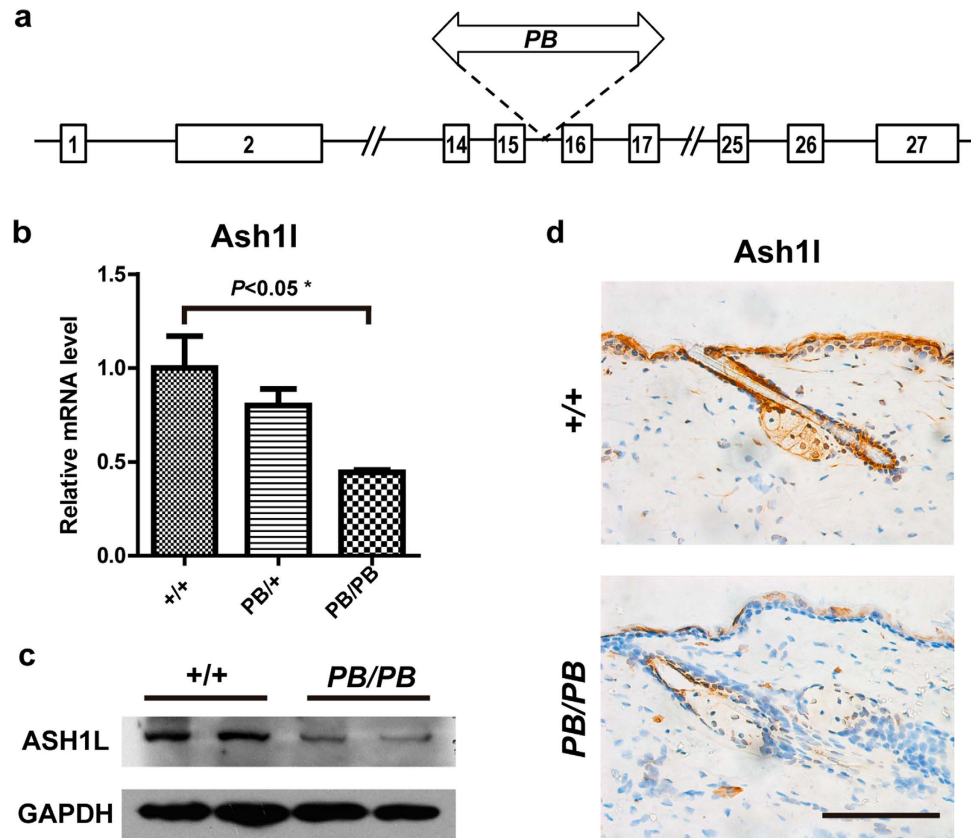 a
PB
1 2 14 15 16 17 25 26 27
b
Ash1l
P<0.05 *
Relative mRNA level
1.5
1.0
0.5
0.0
+/+ PB/+ PB/PB
c
+/+ PB/PB
ASH1L
GAPDH
d
Ash1l
+/+
PB/PB